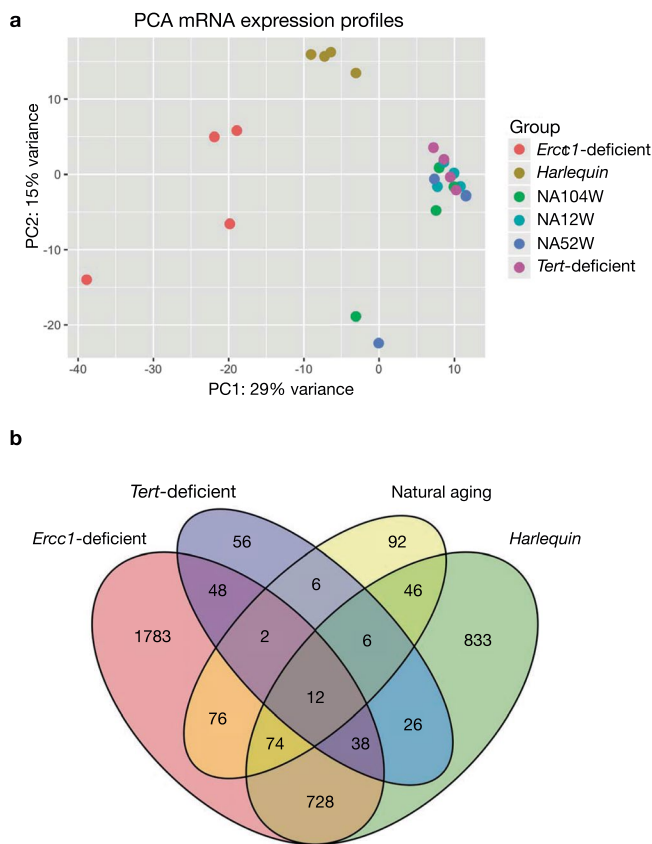 a
PCA mRNA expression profiles
PC2: 15% variance
10
0
-10
-20
-40
-30
-20
-10
0
10
PC1: 29% variance
Group
Ercc1-deficient
Harlequin
NA104W
NA12W
NA52W
Tert-deficient
b
Tert-deficient
Natural aging
Ercc1-deficient
Harlequin
56
92
48
6
46
1783
2
6
833
12
76
26
74
38
728